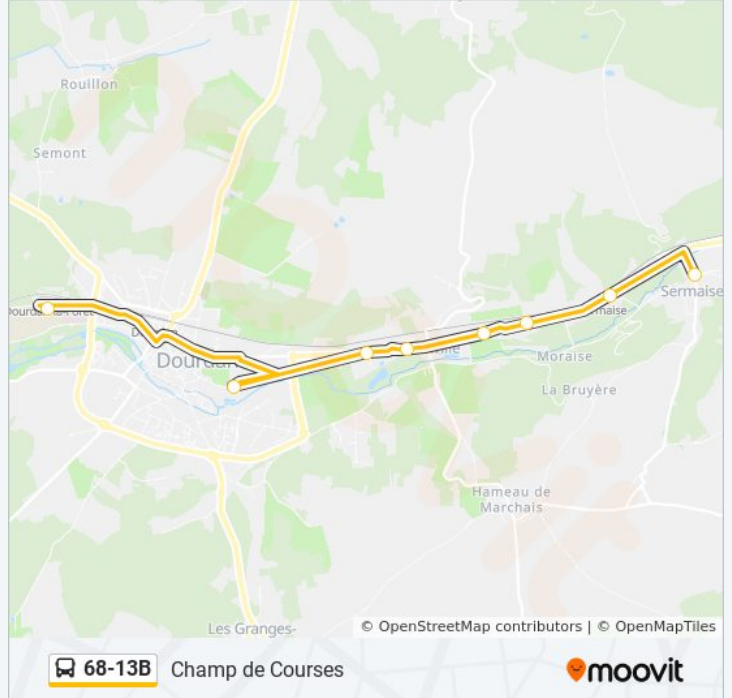 Rouillon
Semont
Sermaise
Moraise
La Bruyère
Hameau de
Marchais
Les Granges-
© OpenStreetMap contributors | © OpenMapTiles
68-13B Champ de Courses
moovit